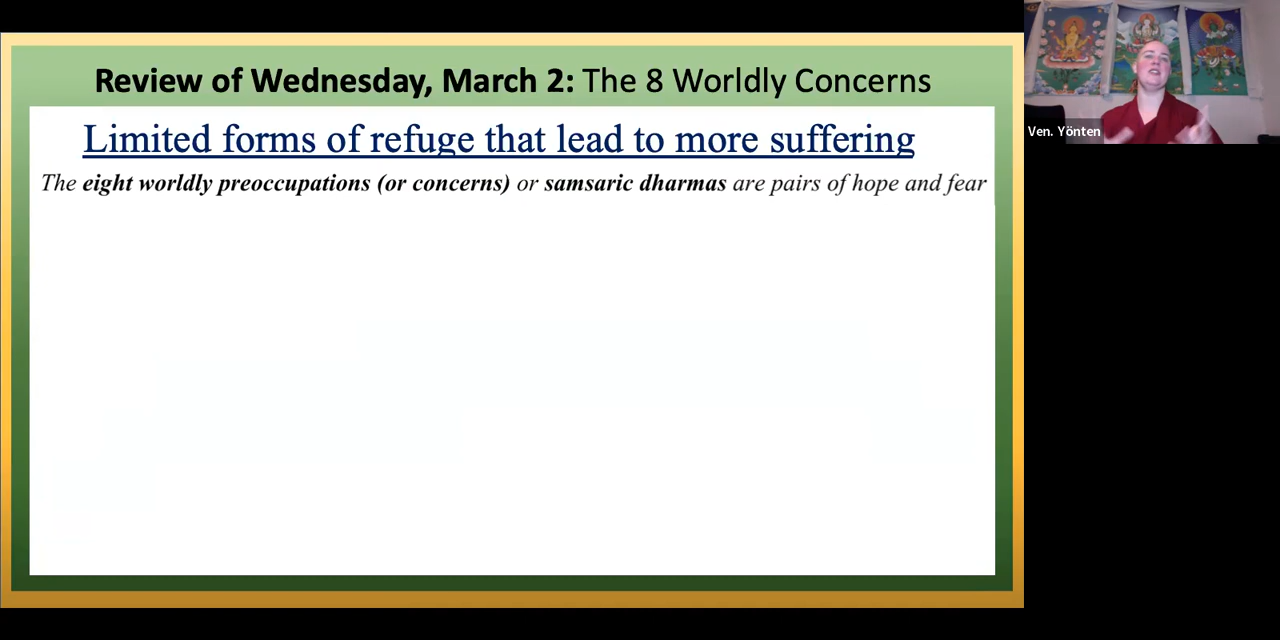 Review of Wednesday, March 2: The 8 Worldly Concerns
Limited forms of refuge that lead to more suffering
The eight worldly preoccupations (or concerns) or samsaric dharmas are pairs of hope and fear
Ven. Yönten